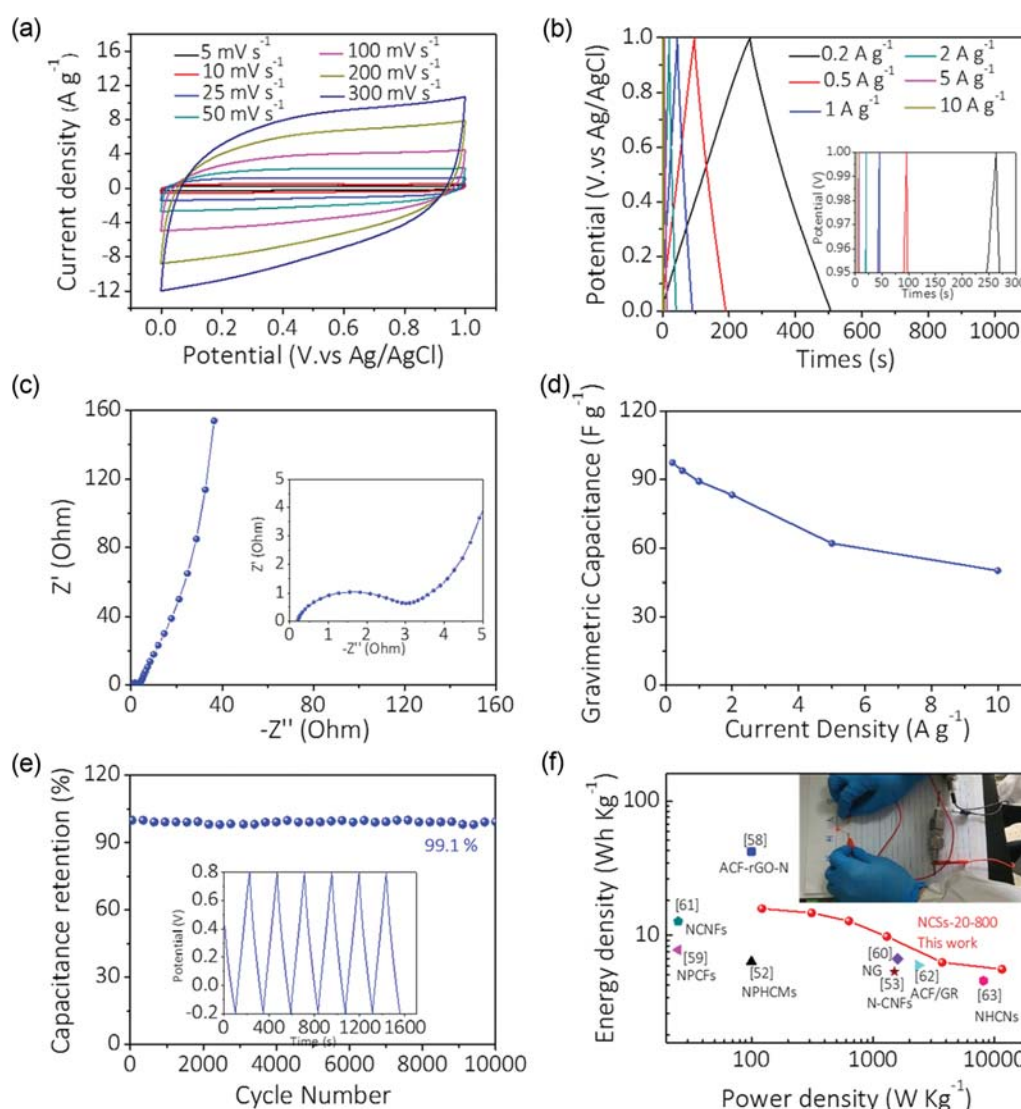 (a)
5 mV s⁻¹
10 mV s⁻¹
25 mV s⁻¹
50 mV s⁻¹
100 mV s⁻¹
200 mV s⁻¹
300 mV s⁻¹
16
12
8
4
0
-4
-8
-12
Current density (A g⁻¹)
0.0 0.2 0.4 0.6 0.8 1.0
Potential (V.vs Ag/AgCl)
(b)
0.2 A g⁻¹
0.5 A g⁻¹
1 A g⁻¹
2 A g⁻¹
5 A g⁻¹
10 A g⁻¹
1.0
0.8
0.6
0.4
0.2
0.0
Potential (V.vs Ag/AgCl)
0 200 400 600 800 1000
Times (s)
1.00
0.99
0.98
0.97
0.96
0.95
Potential (V)
50 100 150 200 250 300
Times (s)
(c)
160
120
80
40
0
Z' (Ohm)
0 40 80 120 160
-Z'' (Ohm)
5
4
3
2
1
0
Z' (Ohm)
1 2 3 4 5
-Z'' (Ohm)
(d)
120
90
60
30
0
Gravimetric Capacitance (F g⁻¹)
0 2 4 6 8 10
Current Density (A g⁻¹)
(e)
120
90
60
30
0
Capacitance retention (%)
99.1 %
0 2000 4000 6000 8000 10000
Cycle Number
0.8
0.4
0.2
0.0
-0.2
Potential (V)
0 400 800 1200 1600
Time (s)
(f)
100
10
Energy density (Wh Kg⁻¹)
[58]
ACF-rGO-N
[61]
NCNFs
[59]
NPCFs
[52]
NPHCMs
NCSs-20-800
This work
[60]
NG
[53]
N-CNFs
[62]
ACF/GR
[63]
NHCNs
100 1000 10000
Power density (W Kg⁻¹)